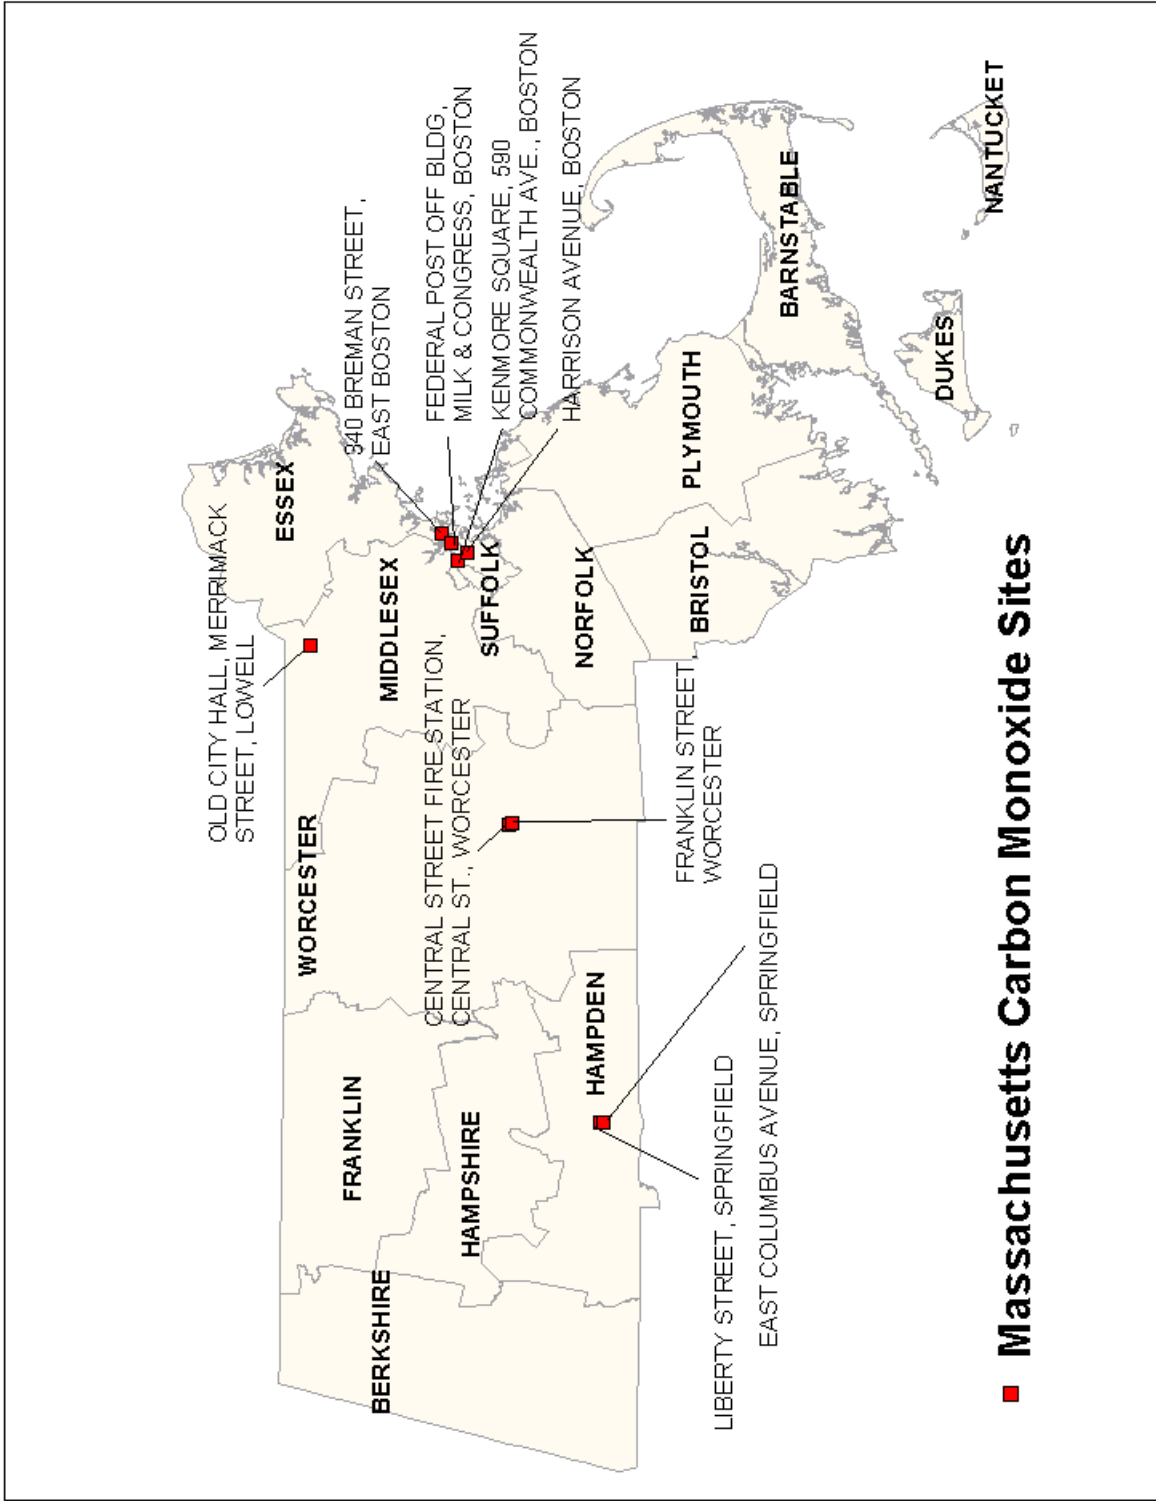 OLD CITY HALL, MERRIMACK
STREET, LOWELL
ESSEX
340 BREMAN STREET,
EAST BOSTON
FEDERAL POST OFF BLDG,
MILK & CONGRESS, BOSTON
KENMORE SQUARE, 590
COMMONWEALTH AVE., BOSTON
HARRISON AVENUE, BOSTON
WORCESTER
MIDDLESEX
SUFFOLK
CENTRAL STREET FIRE STATION,
CENTRAL ST., WORCESTER
FRANKLIN
BERKSHIRE
HAMPSHIRE
HAMPDEN
NORFOLK
PLYMOUTH
BRISTOL
BARNSTABLE
DUKES
NANTUCKET
FRANKLIN STREET,
WORCESTER
LIBERTY STREET, SPRINGFIELD
EAST COLUMBUS AVENUE, SPRINGFIELD
Massachusetts Carbon Monoxide Sites